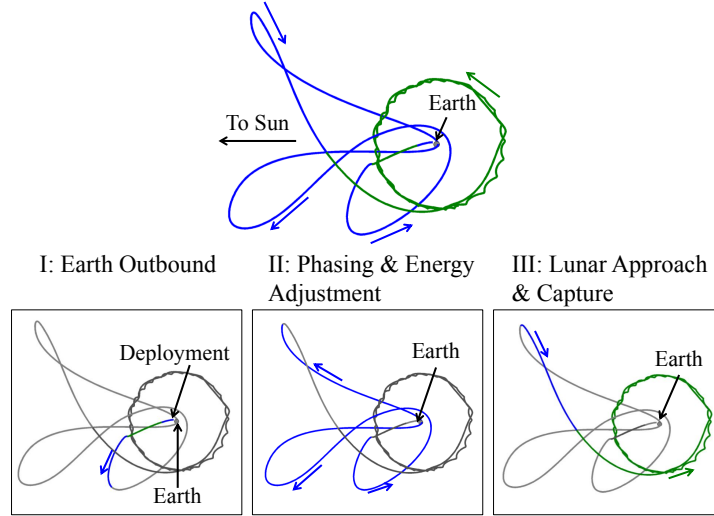 Earth
To Sun
I: Earth Outbound
II: Phasing & Energy
Adjustment
III: Lunar Approach
& Capture
Deployment
Earth
Earth
Earth